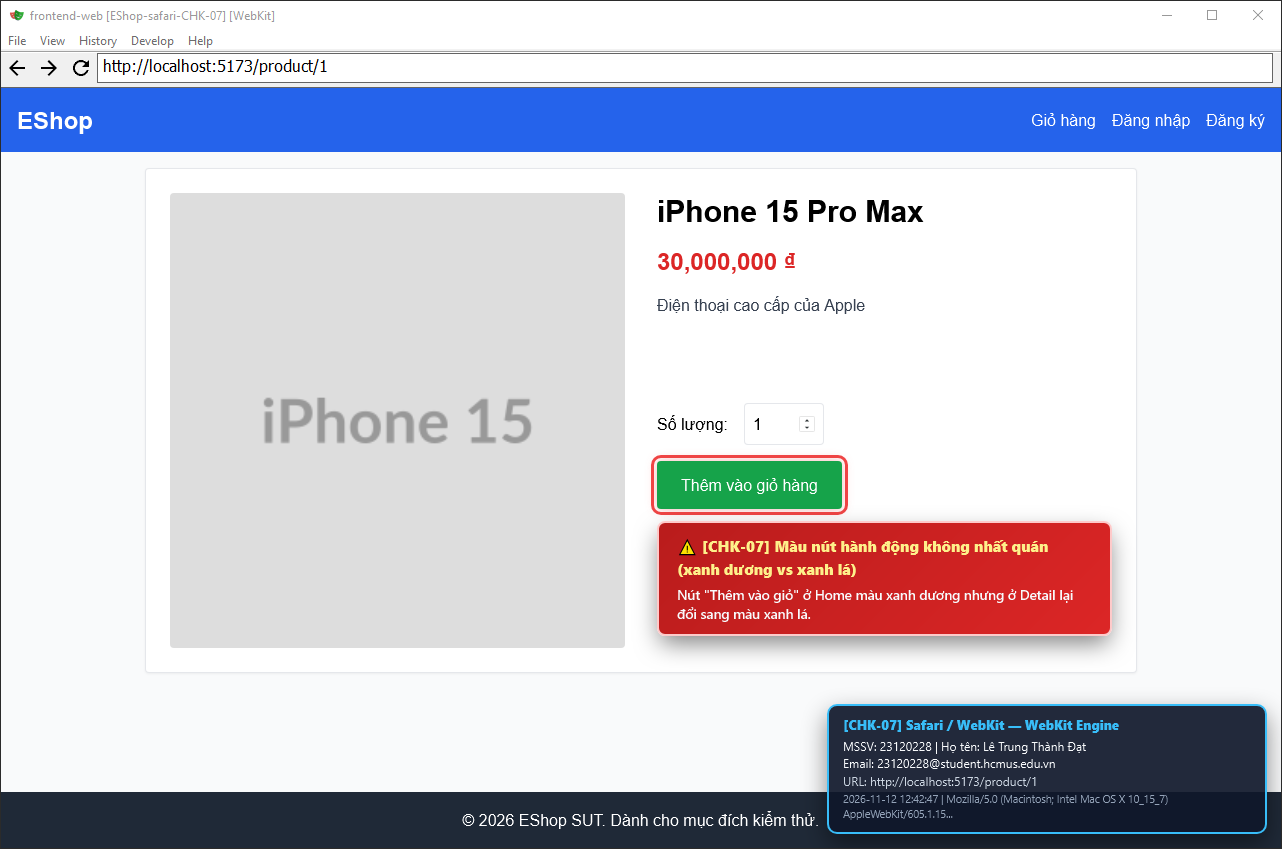 frontend-web [EShop-safari-CHK-07] [WebKit]
File View History Develop Help
http://localhost:5173/product/1
EShop
Giỏ hàng Đăng nhập Đăng ký
iPhone 15
iPhone 15 Pro Max
30,000,000 ₫
Điện thoại cao cấp của Apple
Số lượng: 1
Thêm vào giỏ hàng
⚠ [CHK-07] Màu nút hành động không nhất quán
(xanh dương vs xanh lá)
Nút "Thêm vào giỏ" ở Home màu xanh dương nhưng ở Detail lại
đổi sang màu xanh lá.
[CHK-07] Safari / WebKit — WebKit Engine
MSSV: 23120228 | Họ tên: Lê Trung Thành Đạt
Email: 23120228@student.hcmus.edu.vn
URL: http://localhost:5173/product/1
2026-11-12 12:42:47 | Mozilla/5.0 (Macintosh; Intel Mac OS X 10_15_7)
AppleWebKit/605.1.15...
© 2026 EShop SUT. Dành cho mục đích kiểm thử.